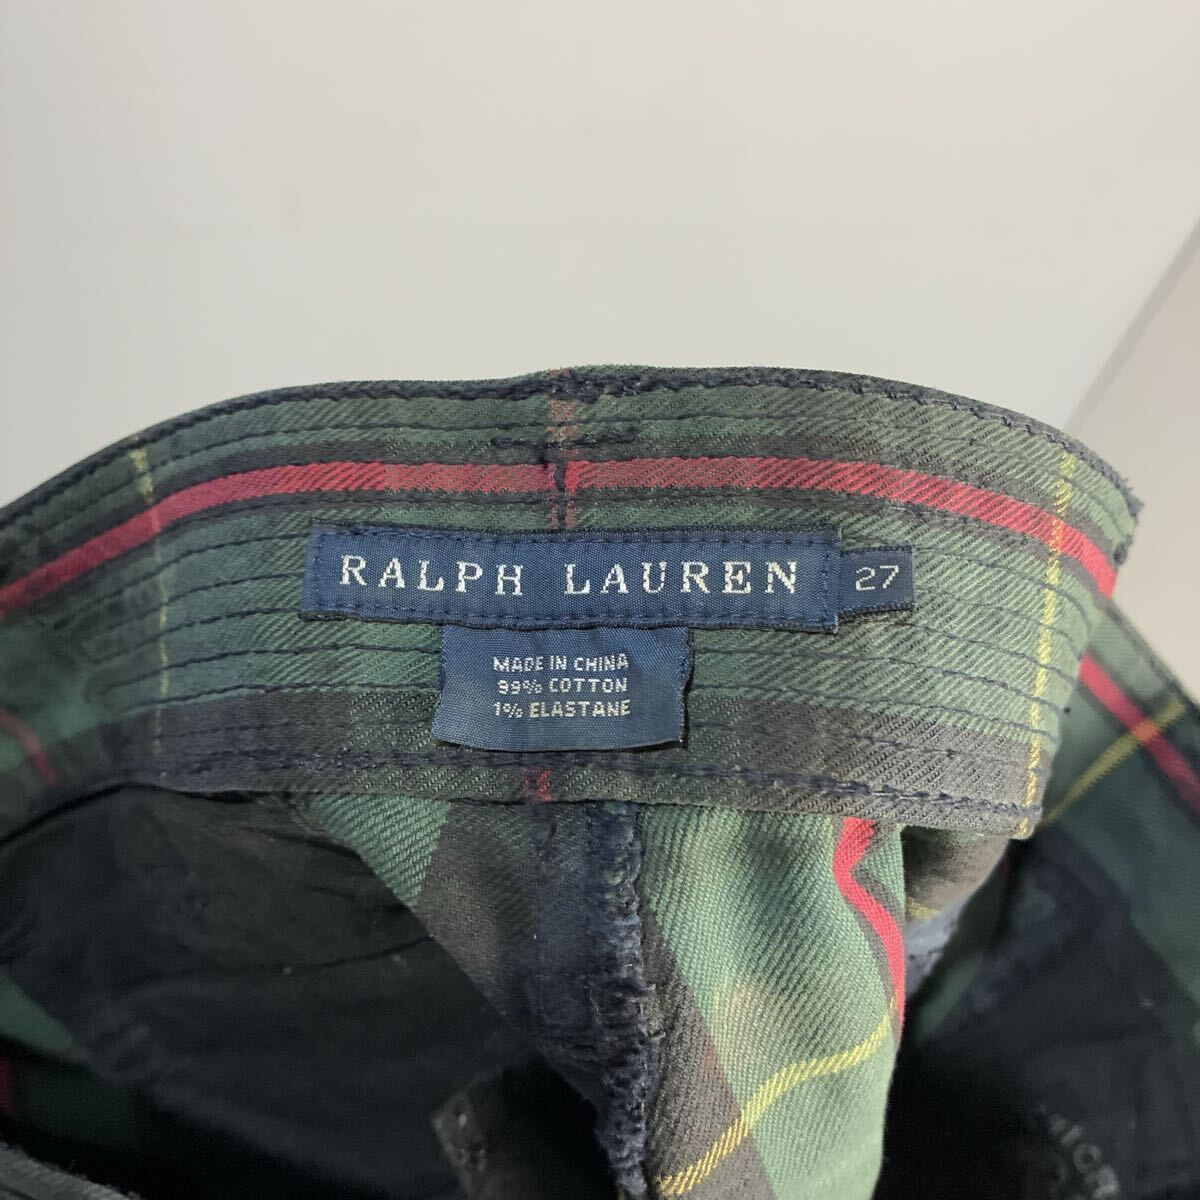 RALPH LAUREN
27
MADE IN CHINA
99% COTTON
1% ELASTANE